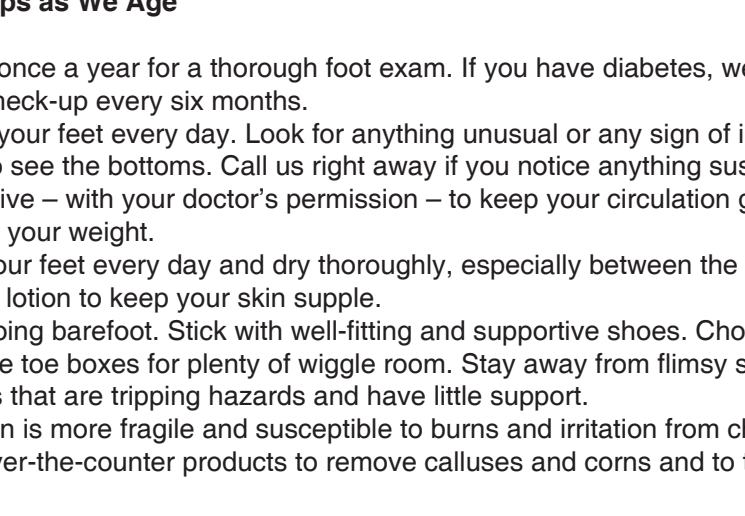 ps as We Age
once a year for a thorough foot exam. If you have diabetes, we
heck-up every six months.
your feet every day. Look for anything unusual or any sign of i
o see the bottoms. Call us right away if you notice anything sus
ive – with your doctor’s permission – to keep your circulation g
your weight.
our feet every day and dry thoroughly, especially between the
lotion to keep your skin supple.
oing barefoot. Stick with well-fitting and supportive shoes. Cho
e toe boxes for plenty of wiggle room. Stay away from flimsy s
s that are tripping hazards and have little support.
n is more fragile and susceptible to burns and irritation from ch
ver-the-counter products to remove calluses and corns and to t